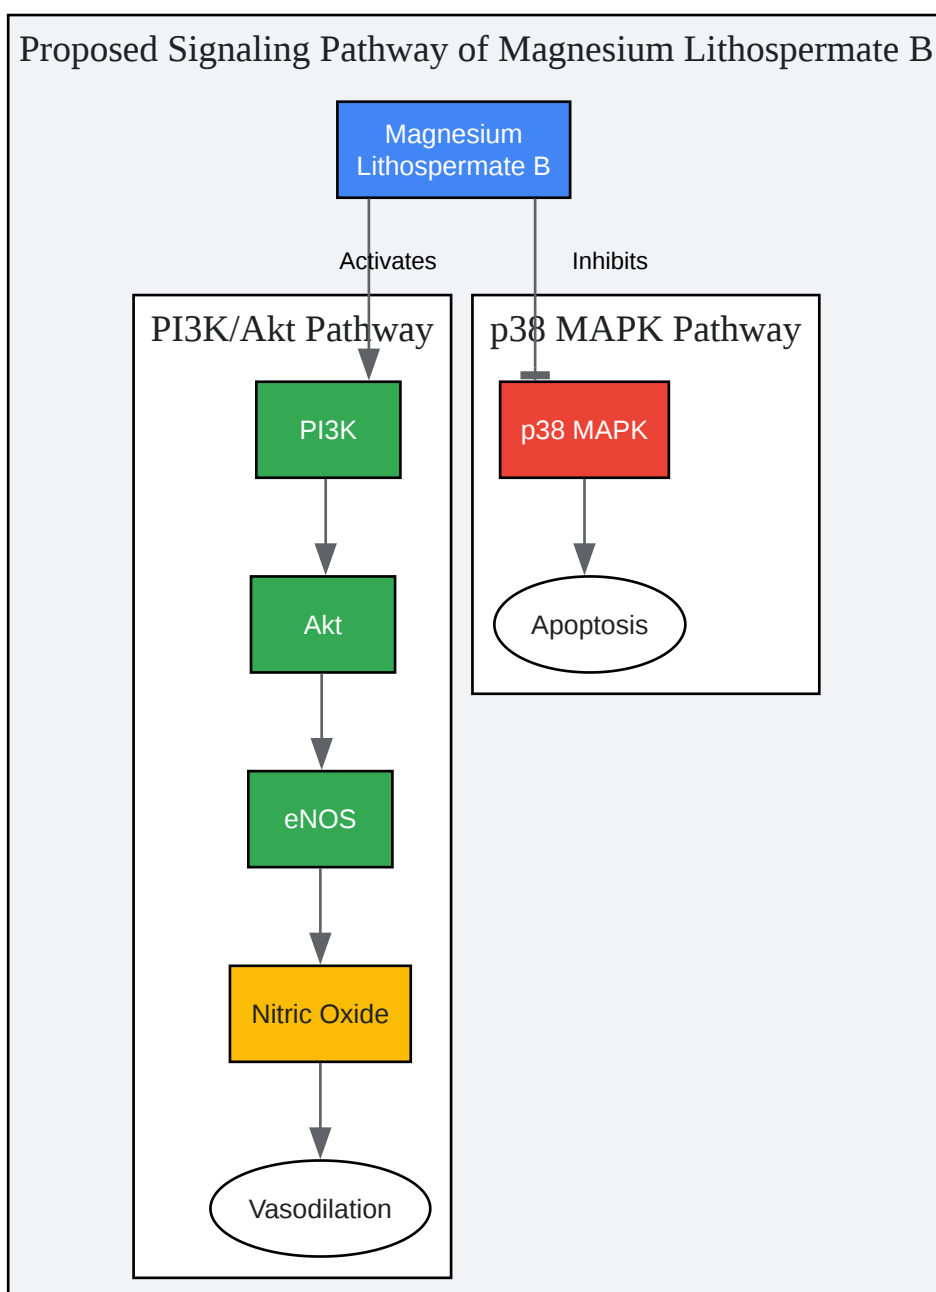 Proposed Signaling Pathway of Magnesium Lithospermate B
Magnesium
Lithospermate B
Activates
Inhibits
PI3K/Akt Pathway
p38 MAPK Pathway
PI3K
p38 MAPK
Akt
Apoptosis
eNOS
Nitric Oxide
Vasodilation